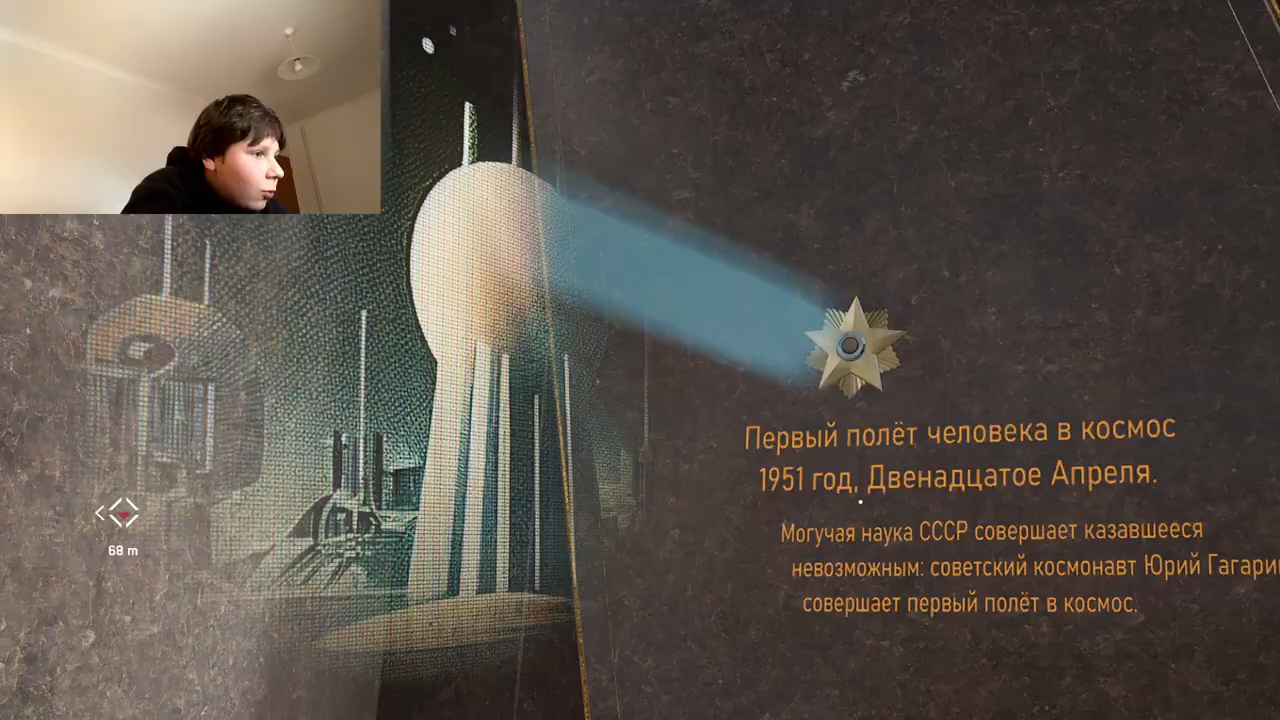 Первый полёт человека в космос
1951 год, Двенадцатое Апреля.
Могучая наука СССР совершает казавшееся
невозможным: советский космонавт Юрий Гагарин
совершает первый полёт в космос.
68 m